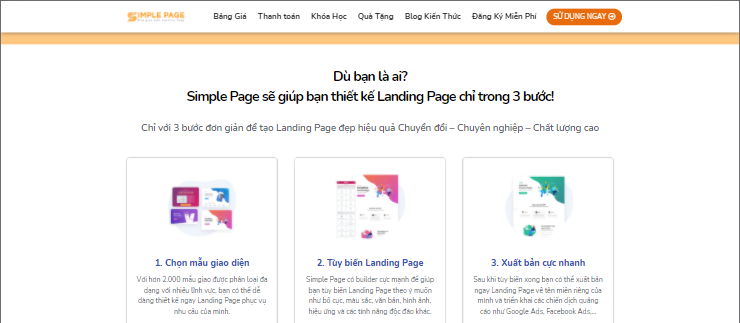 SIMPLE PAGE
Bảng Giá Thanh toán Khóa Học Quà Tặng Blog Kiến Thức Đăng Ký Miễn Phí SỬ DỤNG NGAY
Dù bạn là ai?
Simple Page sẽ giúp bạn thiết kế Landing Page chỉ trong 3 bước!
Chỉ với 3 bước đơn giản để tạo Landing Page đẹp hiệu quả Chuyển đổi – Chuyên nghiệp – Chất lượng cao
1. Chọn mẫu giao diện
Với hơn 2.000 mẫu giao được phân loại đa
dạng với nhiều lĩnh vực, bạn có thể dễ
dàng thiết kế ngay Landing Page phục vụ
nhu cầu của mình.
2. Tùy biến Landing Page
Simple Page có builder cực mạnh để giúp
bạn tùy biến Landing Page theo ý muốn
như bố cục, màu sắc, văn bản, hình ảnh,
hiệu ứng và các tính năng độc đáo khác.
3. Xuất bản cực nhanh
Sau khi tùy biến xong bạn có thể xuất bản
ngay Landing Page về tên miền riêng của
mình và triển khai các chiến dịch quảng
cáo như Google Ads, Facebook Ads,...